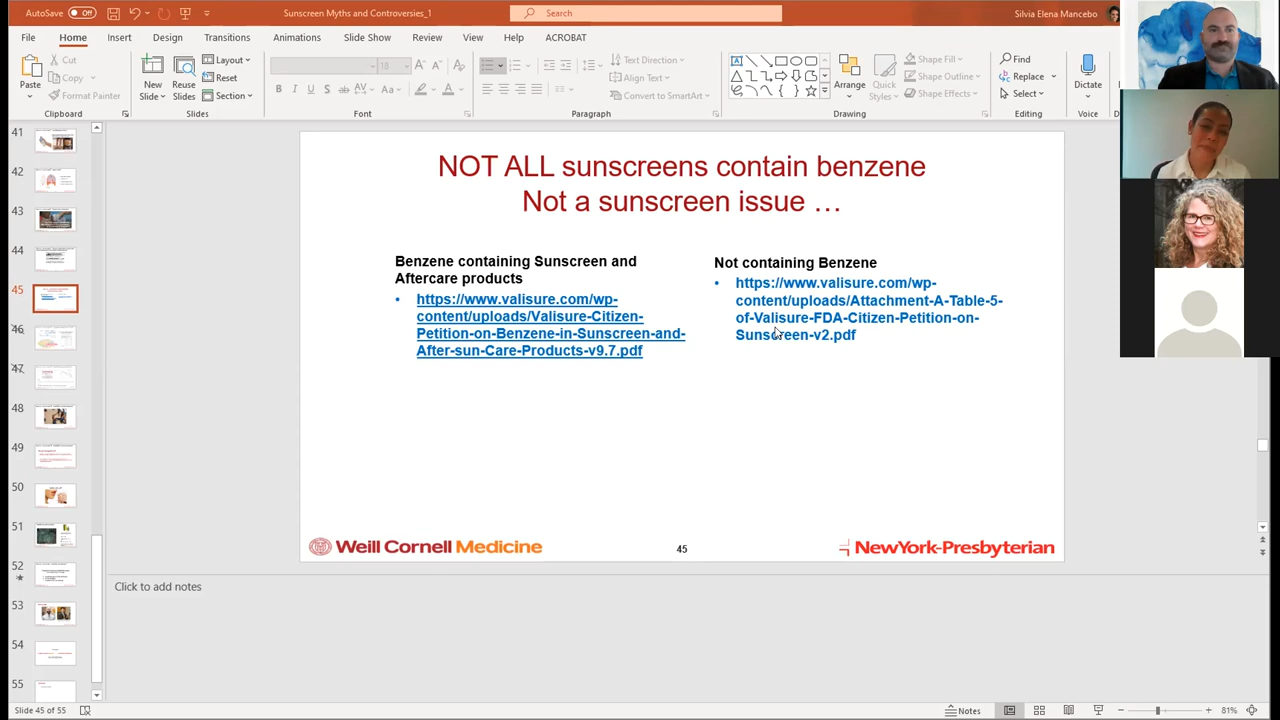 AutoSave Off
Sunscreen Myths and Controversies_1
Search
Silvia Elena Mancebo
File Home Insert Design Transitions Animations Slide Show Review View Help ACROBAT
Paste
Cut
Copy
Format Painter
Clipboard
New Slide
Reuse Slides
Layout
Reset
Section
Slides
18
B I U S ab AV Aa A
Font
Text Direction
Align Text
Convert to SmartArt
Paragraph
Arrange
Quick Styles
Shape Fill
Shape Outline
Shape Effects
Drawing
Find
Replace
Select
Editing
Dictate
Voice
41
42
43
44
45
46
47
48
49
50
51
52
53
54
55
NOT ALL sunscreens contain benzene
Not a sunscreen issue …
Benzene containing Sunscreen and
Aftercare products
• https://www.valisure.com/wp-
content/uploads/Valisure-Citizen-
Petition-on-Benzene-in-Sunscreen-and-
After-sun-Care-Products-v9.7.pdf
Not containing Benzene
• https://www.valisure.com/wp-
content/uploads/Attachment-A-Table-5-
of-Valisure-FDA-Citizen-Petition-on-
Sunscreen-v2.pdf
Weill Cornell Medicine
45
NewYork-Presbyterian
Click to add notes
Slide 45 of 55
Notes
81%